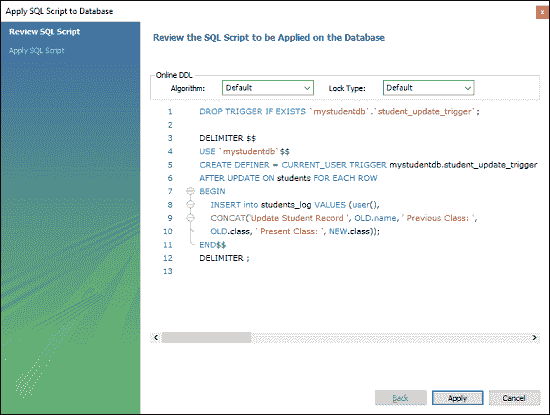 Apply SQL Script to Database
x
Review SQL Script
Apply SQL Script
Review the SQL Script to be Applied on the Database
Online DDL
Algorithm: Default Lock Type: Default
1 DROP TRIGGER IF EXISTS `mystudentdb`.`student_update_trigger`;
2
3 DELIMITER $$
4 USE `mystudentdb`$$
5 CREATE DEFINER = CURRENT_USER TRIGGER mystudentdb.student_update_trigger
6 AFTER UPDATE ON students FOR EACH ROW
7 BEGIN
8 INSERT into students_log VALUES (user(),
9 CONCAT('Update Student Record ', OLD.name, ' Previous Class: ',
10 OLD.class, ' Present Class: ', NEW.class));
11 END$$
12 DELIMITER ;
13
Back Apply Cancel